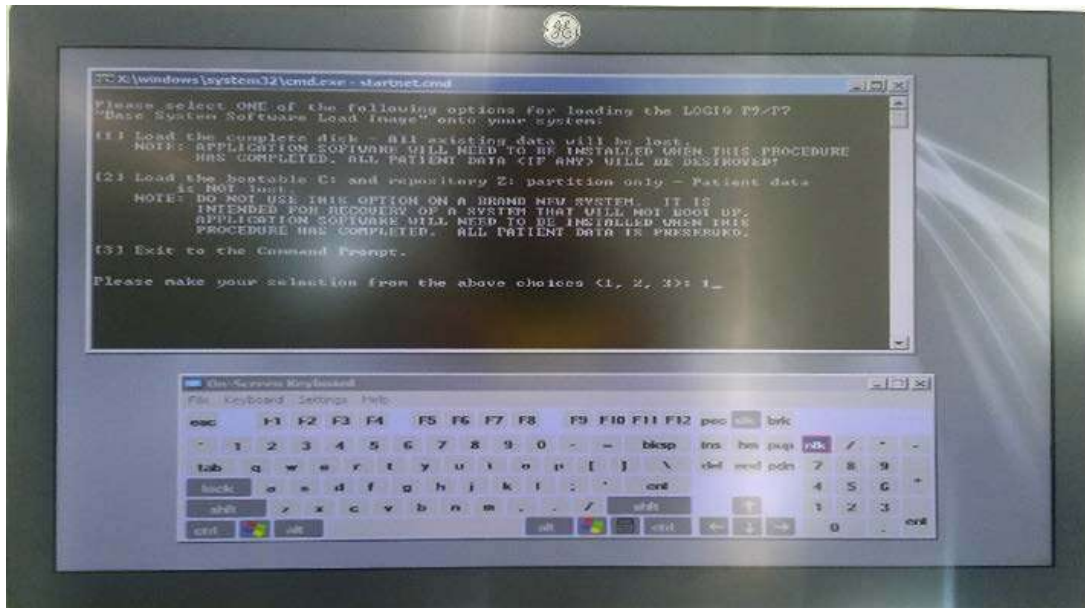 X:\windows\system32\cmd.exe - startnet.cmd
Please select ONE of the following options for loading the LOGIQ P9/P7
"Base System Software Load Image" onto your system:
[1] Load the complete disk - All existing data will be lost.
NOTE: APPLICATION SOFTWARE WILL NEED TO BE INSTALLED WHEN THIS PROCEDURE
HAS COMPLETED. ALL PATIENT DATA (IF ANY) WILL BE DESTROYED!
[2] Load the bootable C: and repository Z: partition only - Patient data
is NOT lost.
NOTE: DO NOT USE THIS OPTION ON A BRAND NEW SYSTEM. IT IS
INTENDED FOR RECOVERY OF A SYSTEM THAT WILL NOT BOOT UP.
APPLICATION SOFTWARE WILL NEED TO BE INSTALLED WHEN THIS
PROCEDURE HAS COMPLETED. ALL PATIENT DATA IS PRESERVED.
[3] Exit to the Command Prompt.
Please make your selection from the above choices (1, 2, 3): 1_
On-Screen Keyboard
File Keyboard Settings Help
esc F1 F2 F3 F4 F5 F6 F7 F8 F9 F10 F11 F12 psc brk
` 1 2 3 4 5 6 7 8 9 0 - = bksp ins hm pup nlk / * -
tab q w e r t y u i o p [ ] \ del end pdn 7 8 9
lock a s d f g h j k l ; ' ent 4 5 6 +
shft z x c v b n m , . / shft ↑ 1 2 3
ctrl alt alt ctrl ← ↓ → 0 . ent